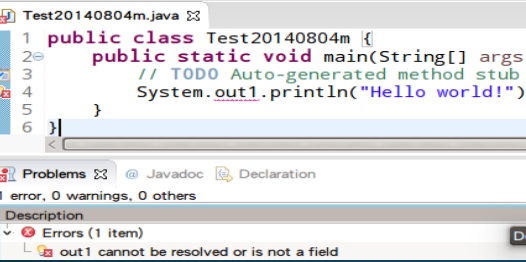 Test20140804m.java
1 public class Test20140804m {
2 public static void main(String[] args
3 // TODO Auto-generated method stub
4 System.out1.println("Hello world!")
5 }
6 }
Problems @ Javadoc Declaration
1 error, 0 warnings, 0 others
Description
Errors (1 item)
out1 cannot be resolved or is not a field